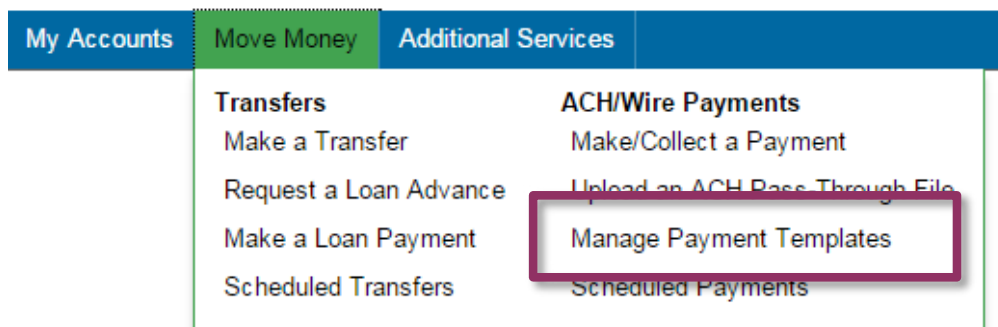 My Accounts Move Money Additional Services
Transfers
Make a Transfer
Request a Loan Advance
Make a Loan Payment
Scheduled Transfers
ACH/Wire Payments
Make/Collect a Payment
Upload an ACH Pass-Through File
Manage Payment Templates
Scheduled Payments